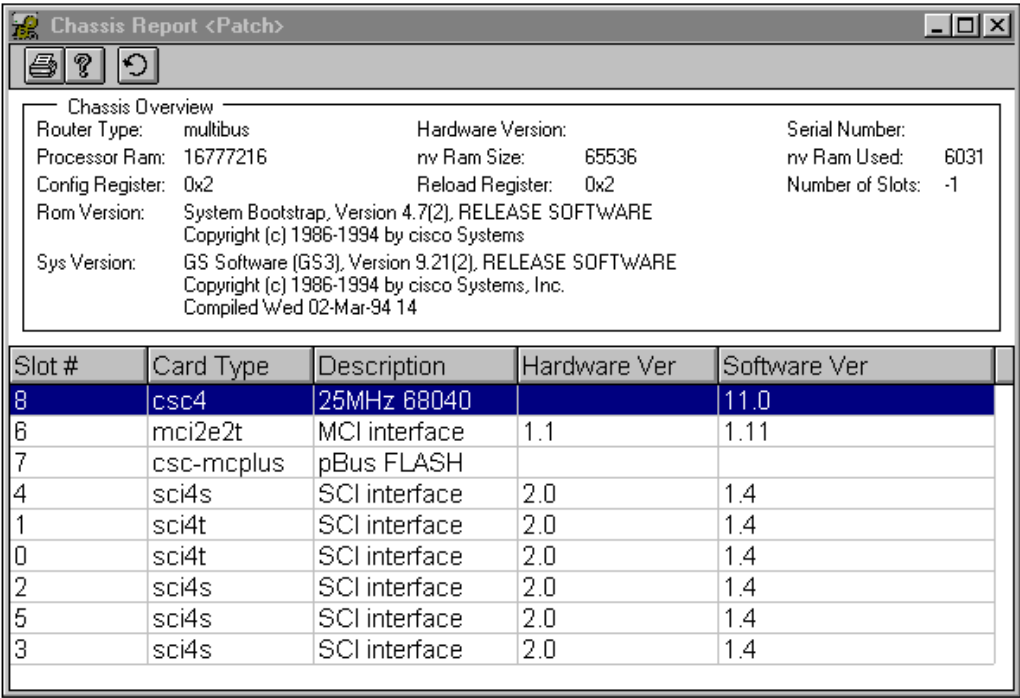 Chassis Report <Patch>
Chassis Overview
Router Type: multibus Hardware Version: Serial Number:
Processor Ram: 16777216 nv Ram Size: 65536 nv Ram Used: 6031
Config Register: 0x2 Reload Register: 0x2 Number of Slots: -1
Rom Version: System Bootstrap, Version 4.7(2), RELEASE SOFTWARE
Copyright (c) 1986-1994 by cisco Systems
Sys Version: GS Software (GS3), Version 9.21(2), RELEASE SOFTWARE
Copyright (c) 1986-1994 by cisco Systems, Inc.
Compiled Wed 02-Mar-94 14
Slot # Card Type Description Hardware Ver Software Ver
8 csc4 25MHz 68040 11.0
6 mci2e2t MCI interface 1.1 1.11
7 csc-mcplus pBus FLASH
4 sci4s SCI interface 2.0 1.4
1 sci4t SCI interface 2.0 1.4
0 sci4t SCI interface 2.0 1.4
2 sci4s SCI interface 2.0 1.4
5 sci4s SCI interface 2.0 1.4
3 sci4s SCI interface 2.0 1.4